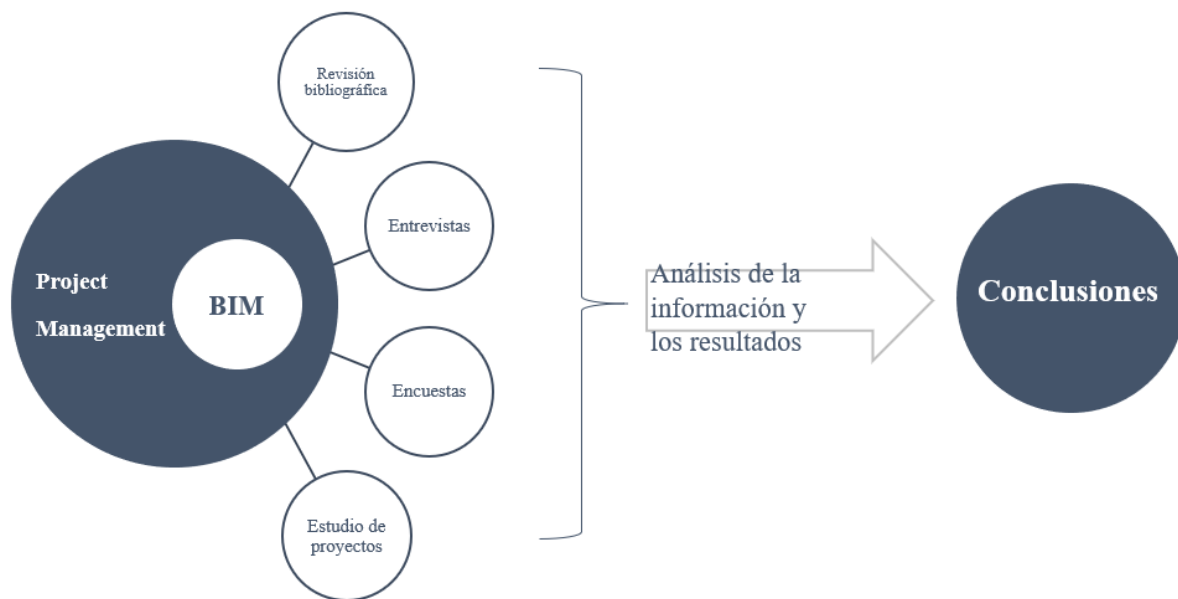 Revisión
bibliográfica
Entrevistas
Project
Management
BIM
Encuestas
Estudio de
proyectos
Análisis de la
información y
los resultados
Conclusiones